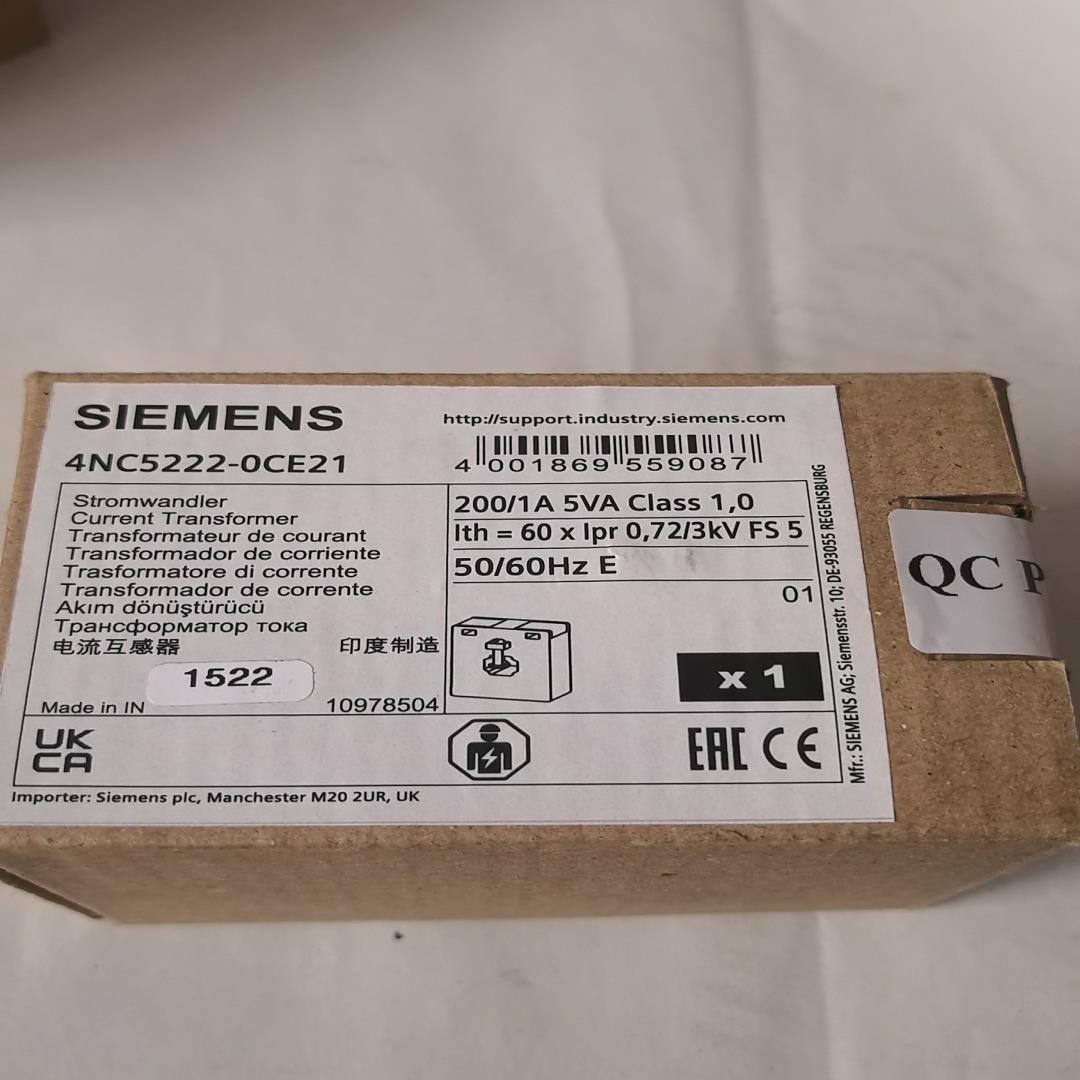 SIEMENS
http://support.industry.siemens.com
4NC5222-0CE21
4 001869 559087
Stromwandler
Current Transformer
Transformateur de courant
Transformador de corriente
Trasformatore di corrente
Transformador de corrente
Akım dönüştürücü
Трансформатор тока
电流互感器
印度制造
1522
Made in IN
10978504
200/1A 5VA Class 1,0
Ith = 60 x Ipr 0,72/3kV FS 5
50/60Hz E
01
x 1
UK
CA
EAC CE
Importer: Siemens plc, Manchester M20 2UR, UK
Mfr.: SIEMENS AG; Siemensstr. 10; DE-93055 REGENSBURG
QC P